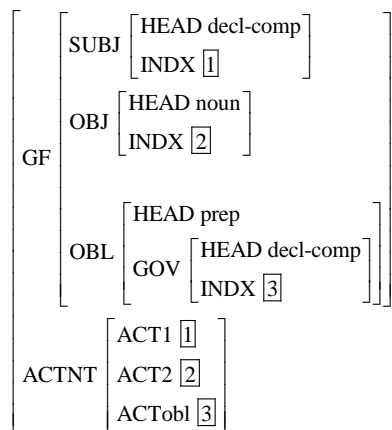 SUBJ HEAD decl-comp
INDX 1
OBJ HEAD noun
INDX 2
GF
OBL HEAD prep
GOV HEAD decl-comp
INDX 3
ACTNT ACT1 1
ACT2 2
ACTobl 3